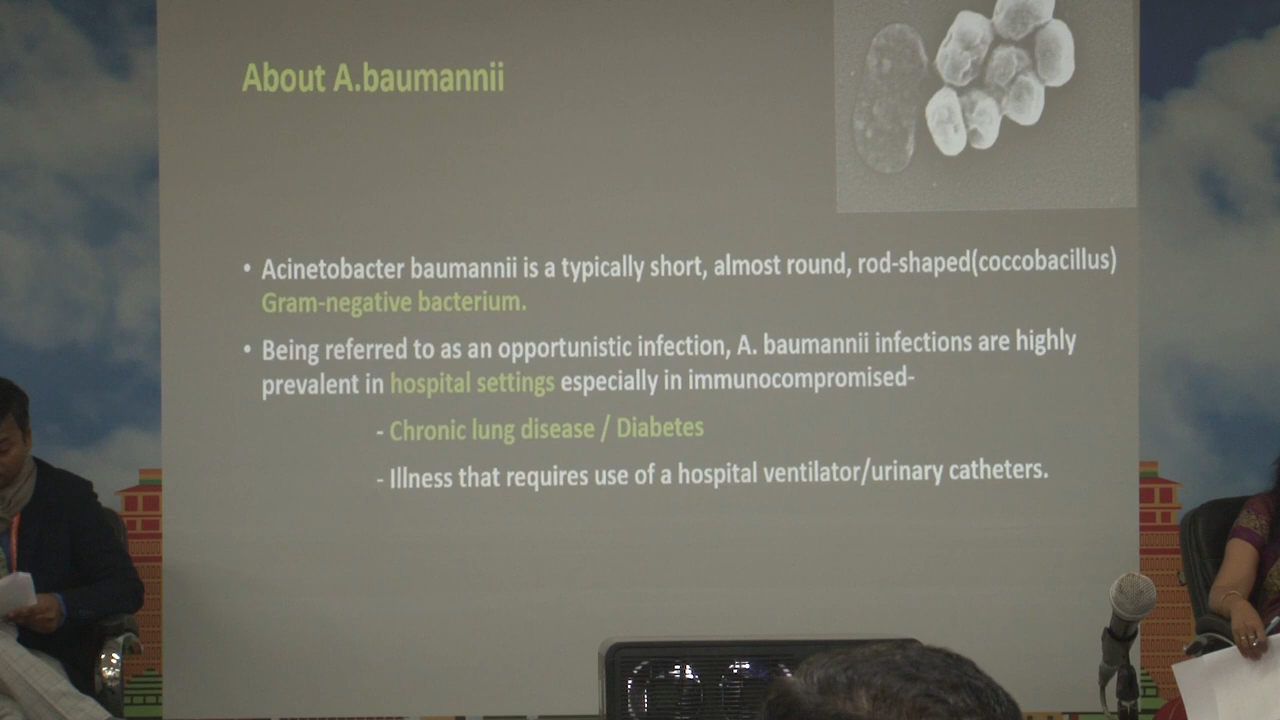 About A.baumannii
• Acinetobacter baumannii is a typically short, almost round, rod-shaped(coccobacillus)
Gram-negative bacterium.
• Being referred to as an opportunistic infection, A. baumannii infections are highly
prevalent in hospital settings especially in immunocompromised-
- Chronic lung disease / Diabetes
- Illness that requires use of a hospital ventilator/urinary catheters.